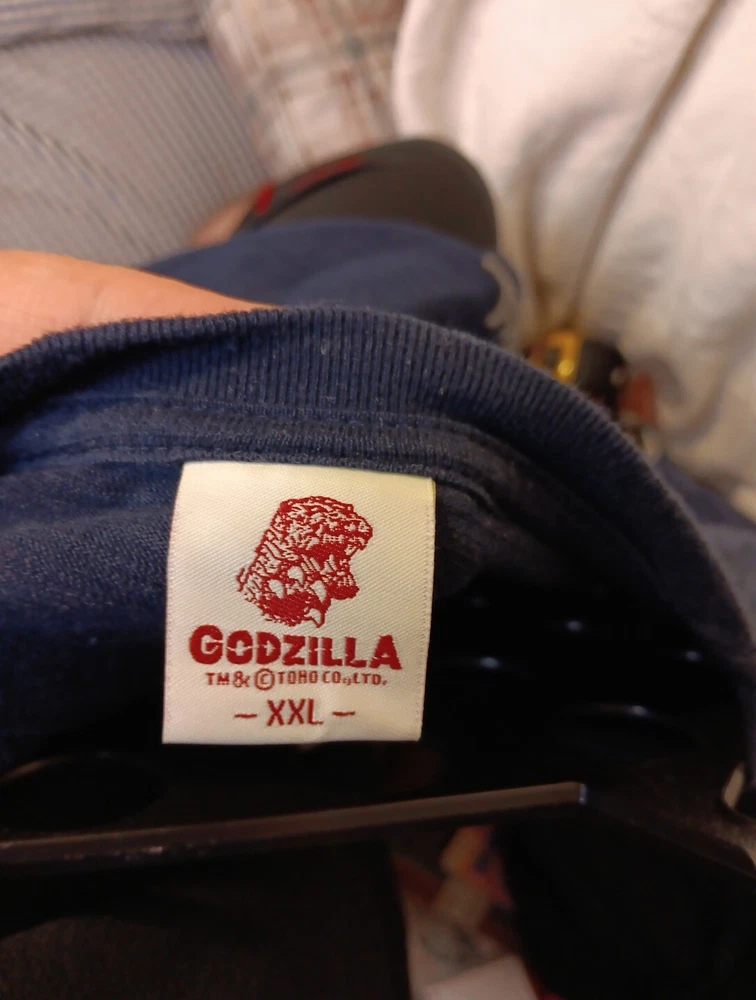 GODZILLA
TM & © TOHO CO., LTD.
– XXL –